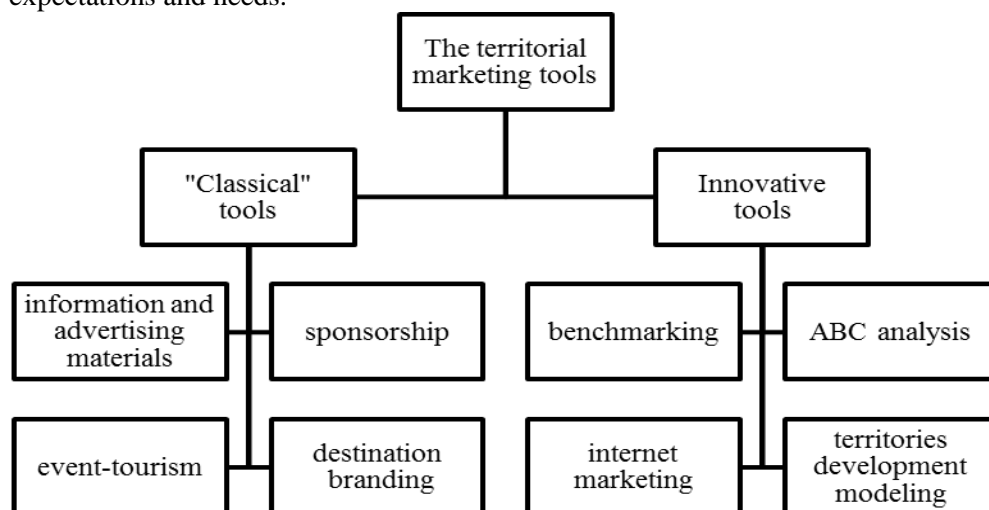 expectations and needs.
The territorial
marketing tools
"Classical"
tools
Innovative
tools
information and
advertising
materials
sponsorship
benchmarking
ABC analysis
event-tourism
destination
branding
internet
marketing
territories
development
modeling